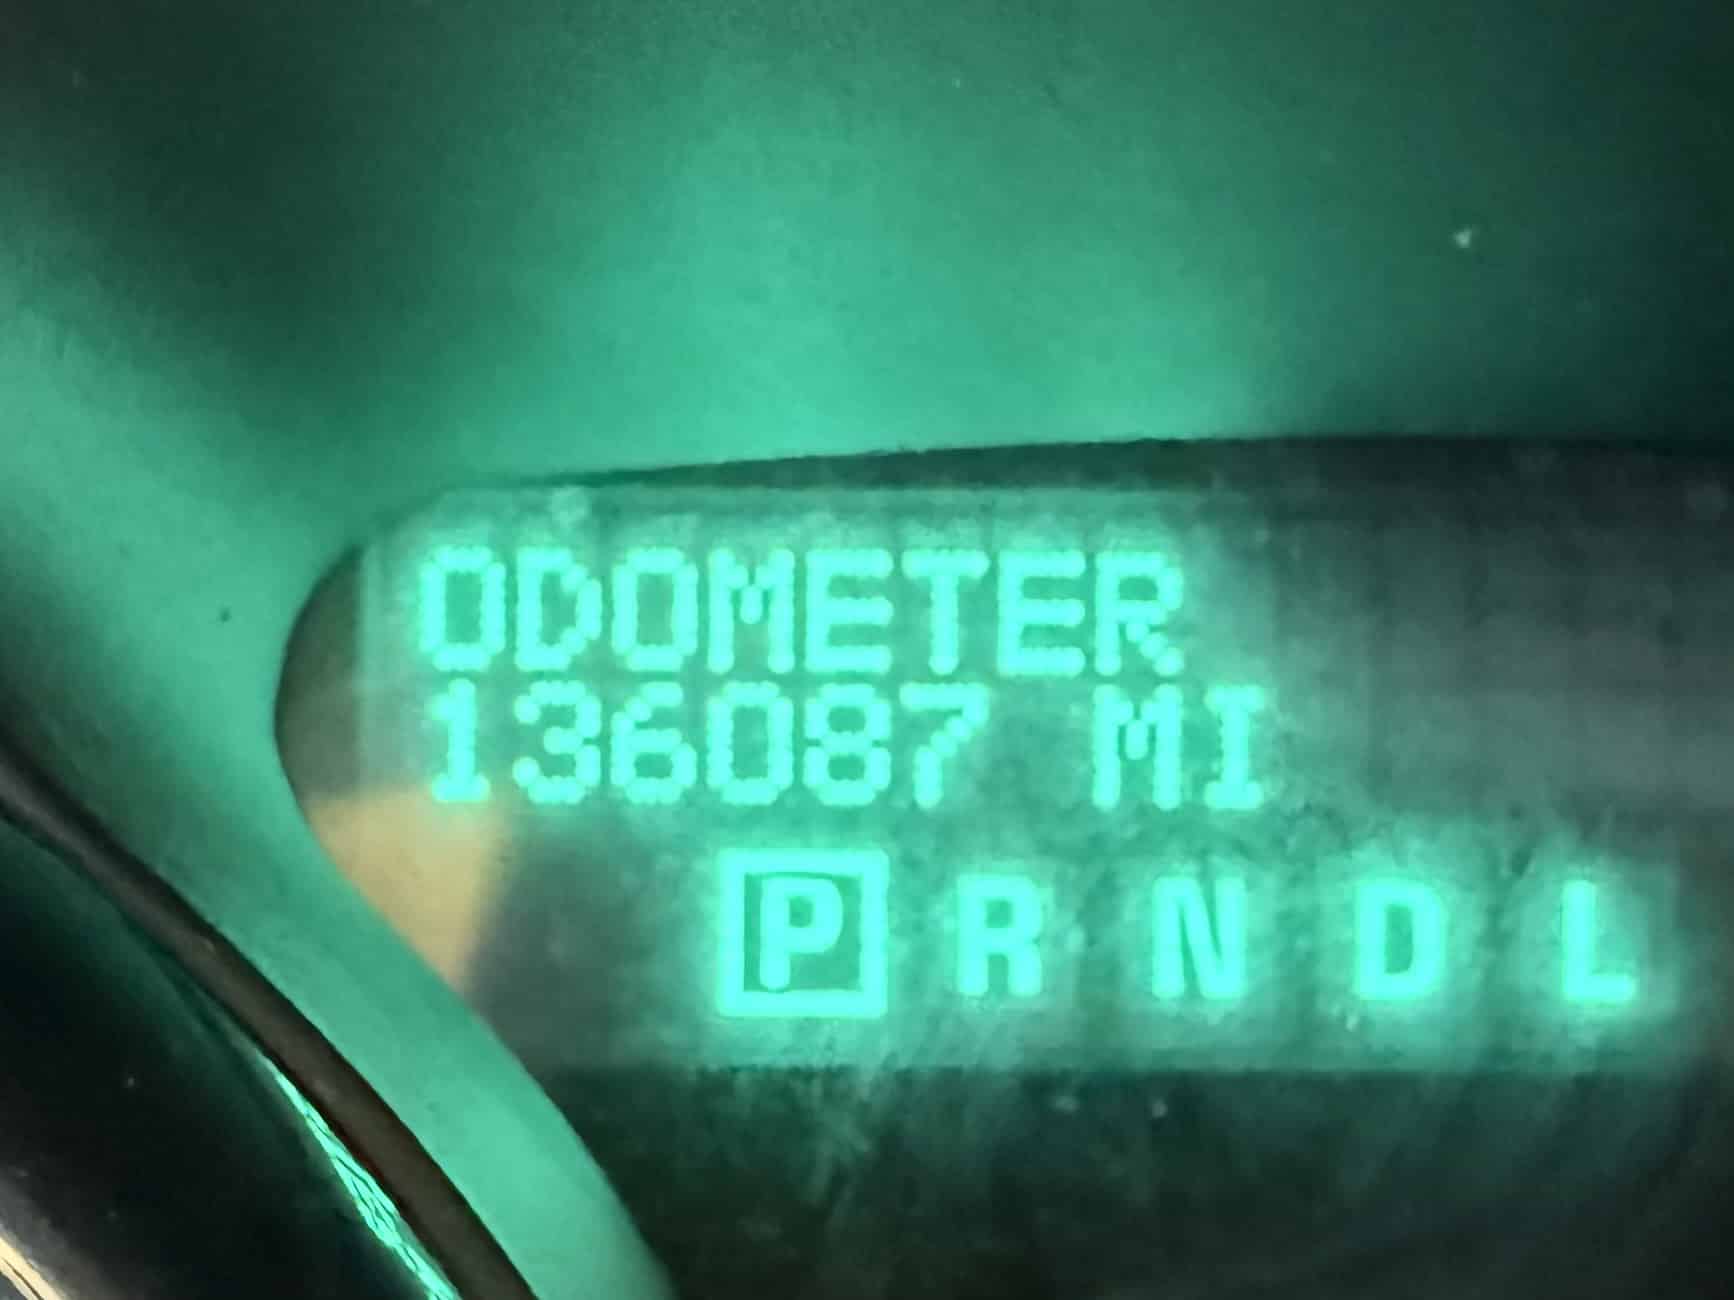 ODOMETER
136087 MI
P R N D L